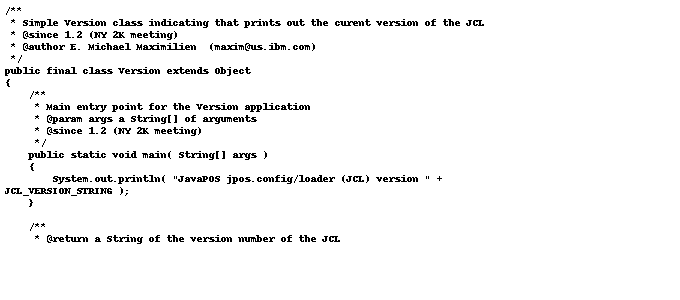 /**
 * Simple Version class indicating that prints out the curent version of the JCL
 * @since 1.2 (NY 2K meeting)
 * @author E. Michael Maximilien  (maxim@us.ibm.com)
 */
public final class Version extends Object
{
    /**
     * Main entry point for the Version application
     * @param args a String[] of arguments
     * @since 1.2 (NY 2K meeting)
     */
    public static void main( String[] args )
    {
        System.out.println( "JavaPOS jpos.config/loader (JCL) version " +
JCL_VERSION_STRING );
    }

    /**
     * @return a String of the version number of the JCL